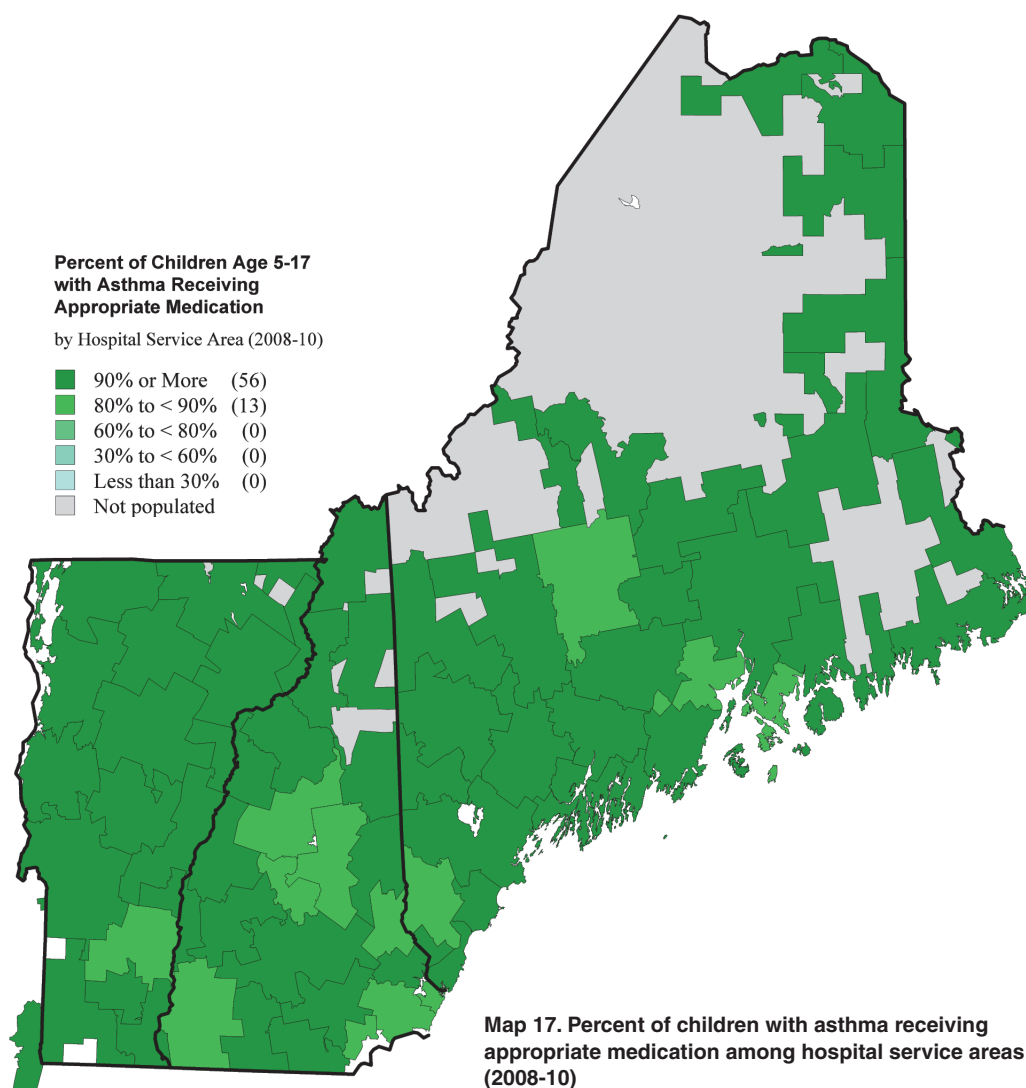 Percent of Children Age 5-17
with Asthma Receiving
Appropriate Medication
by Hospital Service Area (2008-10)
90% or More (56)
80% to < 90% (13)
60% to < 80% (0)
30% to < 60% (0)
Less than 30% (0)
Not populated
Map 17. Percent of children with asthma receiving
appropriate medication among hospital service areas
(2008-10)